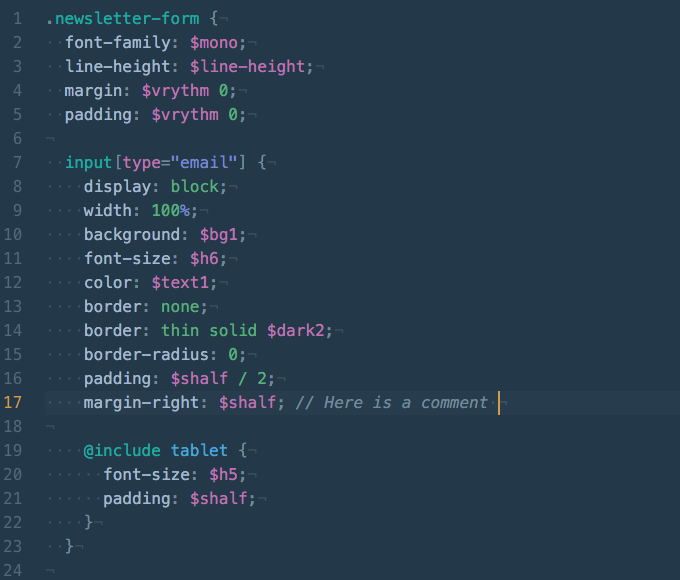 1 .newsletter-form {¬
2 ··font-family: $mono;¬
3 ··line-height: $line-height;¬
4 ··margin: $vrythm 0;¬
5 ··padding: $vrythm 0;¬
6 ¬
7 ··input[type="email"] {¬
8 ····display: block;¬
9 ····width: 100%;¬
10 ····background: $bg1;¬
11 ····font-size: $h6;¬
12 ····color: $text1;¬
13 ····border: none;¬
14 ····border: thin solid $dark2;¬
15 ····border-radius: 0;¬
16 ····padding: $shalf / 2;¬
17 ····margin-right: $shalf; // Here is a comment·¬
18 ¬
19 ····@include tablet {¬
20 ······font-size: $h5;¬
21 ······padding: $shalf;¬
22 ····}¬
23 ··}¬
24 ¬